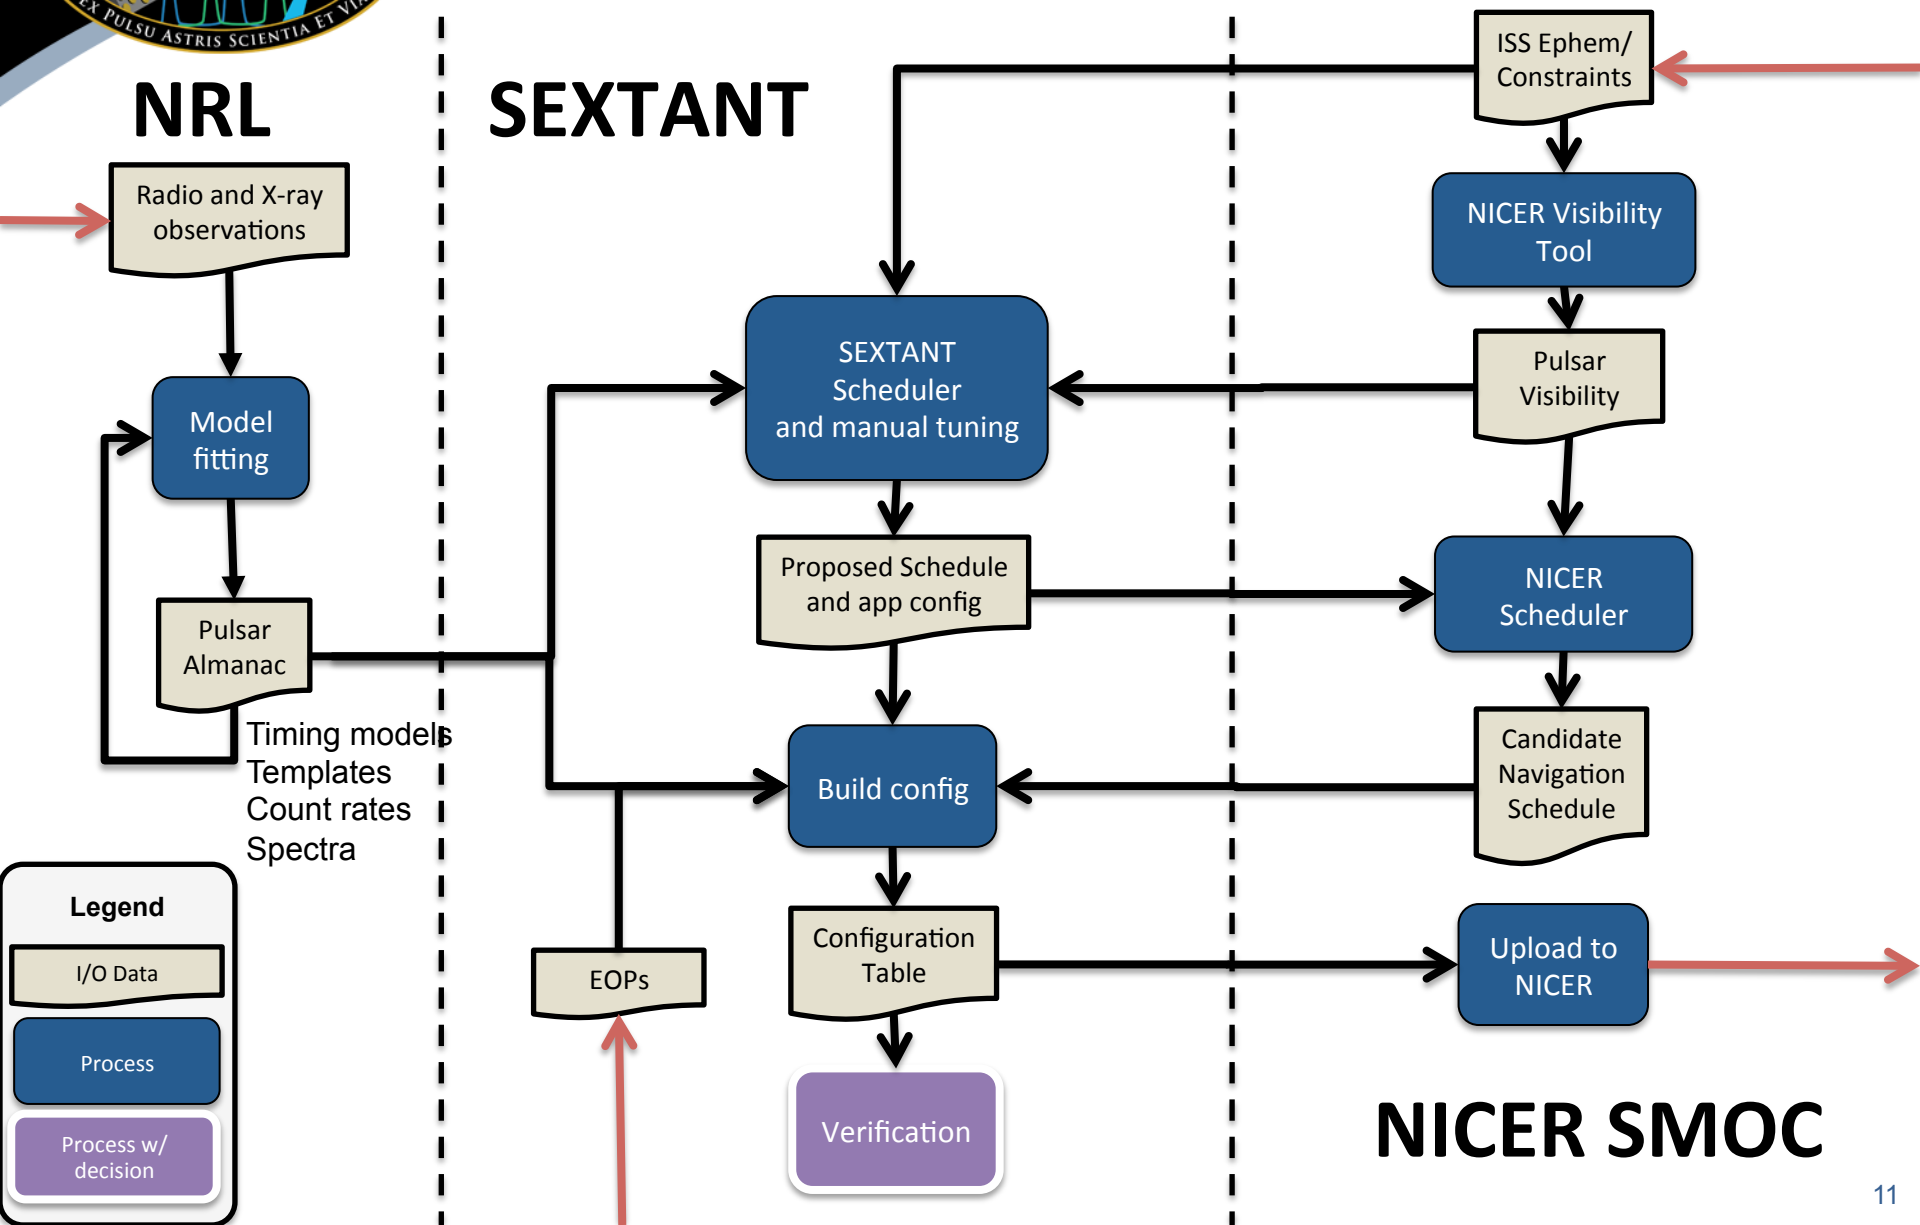 EX PULSU ASTRIS SCIENTIA ET VIA
NRL
SEXTANT
ISS Ephem/
Constraints
Radio and X-ray
observations
NICER Visibility
Tool
SEXTANT
Scheduler
and manual tuning
Pulsar
Visibility
Model
fitting
Proposed Schedule
and app config
NICER
Scheduler
Pulsar
Almanac
Timing models
Templates
Count rates
Spectra
Build config
Candidate
Navigation
Schedule
Legend
I/O Data
Process
Process w/
decision
EOPs
Configuration
Table
Upload to
NICER
Verification
NICER SMOC
11